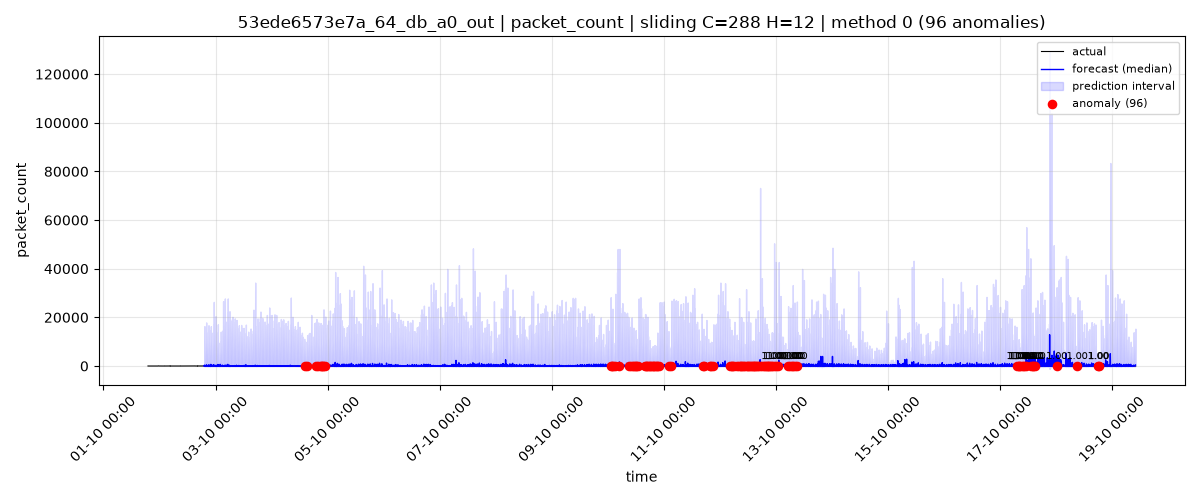 53ede6573e7a_64_db_a0_out | packet_count | sliding C=288 H=12 | method 0 (96 anomalies)
actual
forecast (median)
prediction interval
anomaly (96)
packet_count
120000
100000
80000
60000
40000
20000
0
1.00
01-10 00:00
03-10 00:00
05-10 00:00
07-10 00:00
09-10 00:00
11-10 00:00
13-10 00:00
15-10 00:00
17-10 00:00
19-10 00:00
time